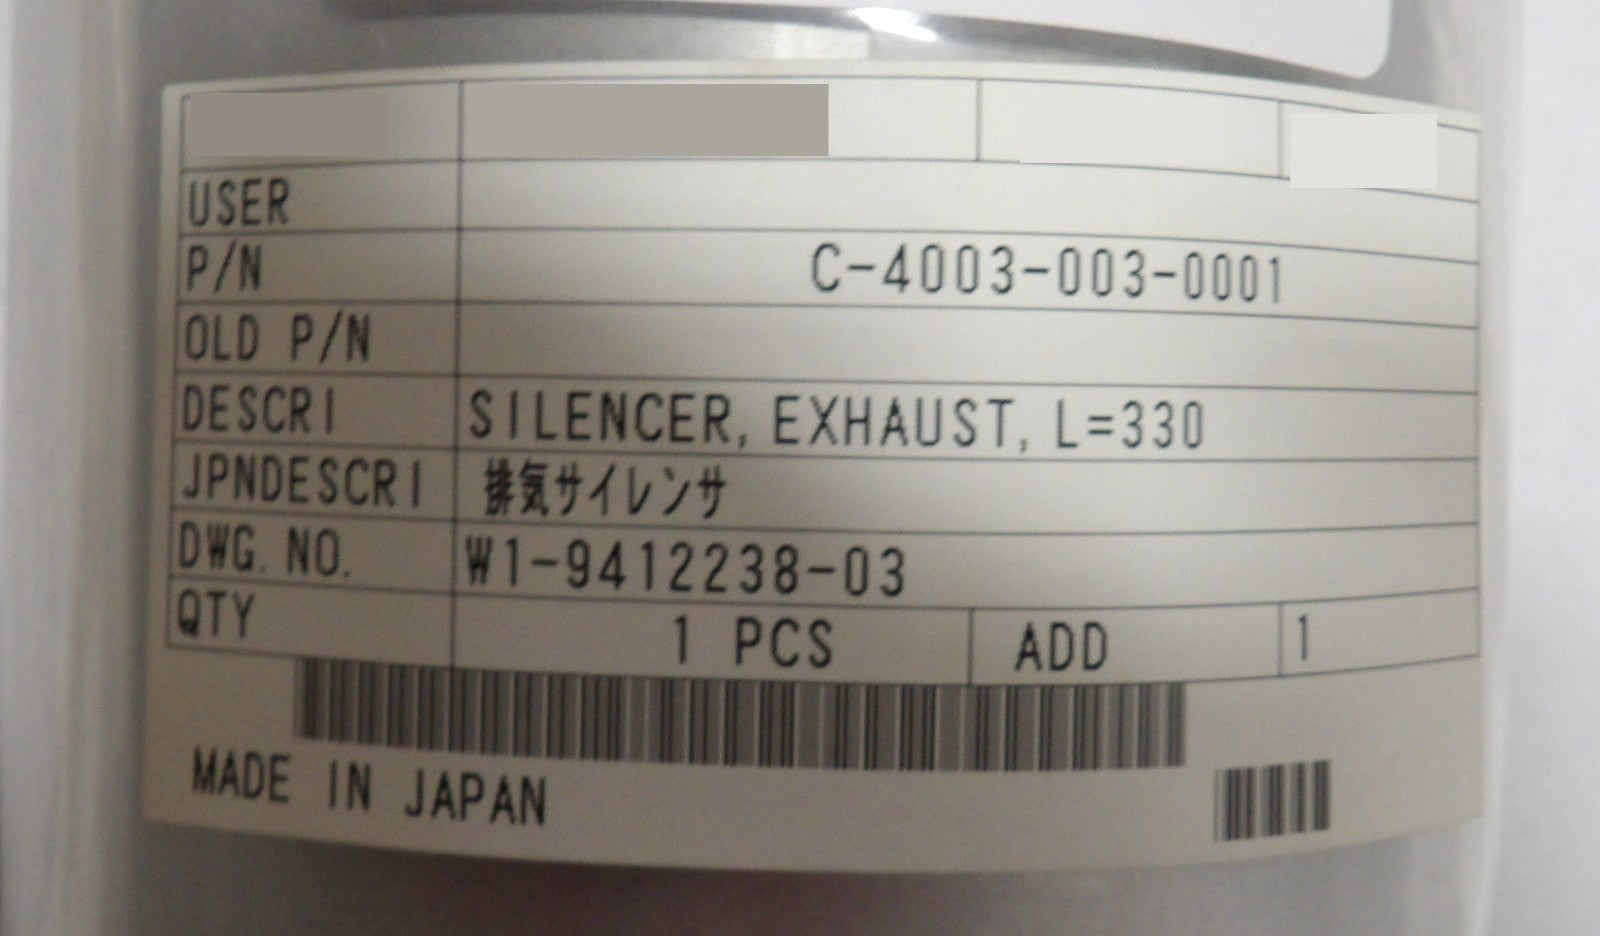 USER
P/N C-4003-003-0001
OLD P/N
DESCRI SILENCER, EXHAUST, L=330
JPNDESCRI 排気サイレンサ
DWG. NO. W1-9412238-03
QTY 1 PCS ADD 1
MADE IN JAPAN